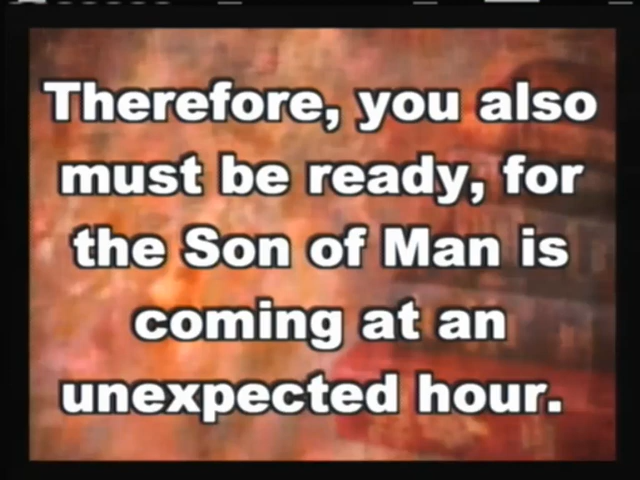 Therefore, you also
must be ready, for
the Son of Man is
coming at an
unexpected hour.